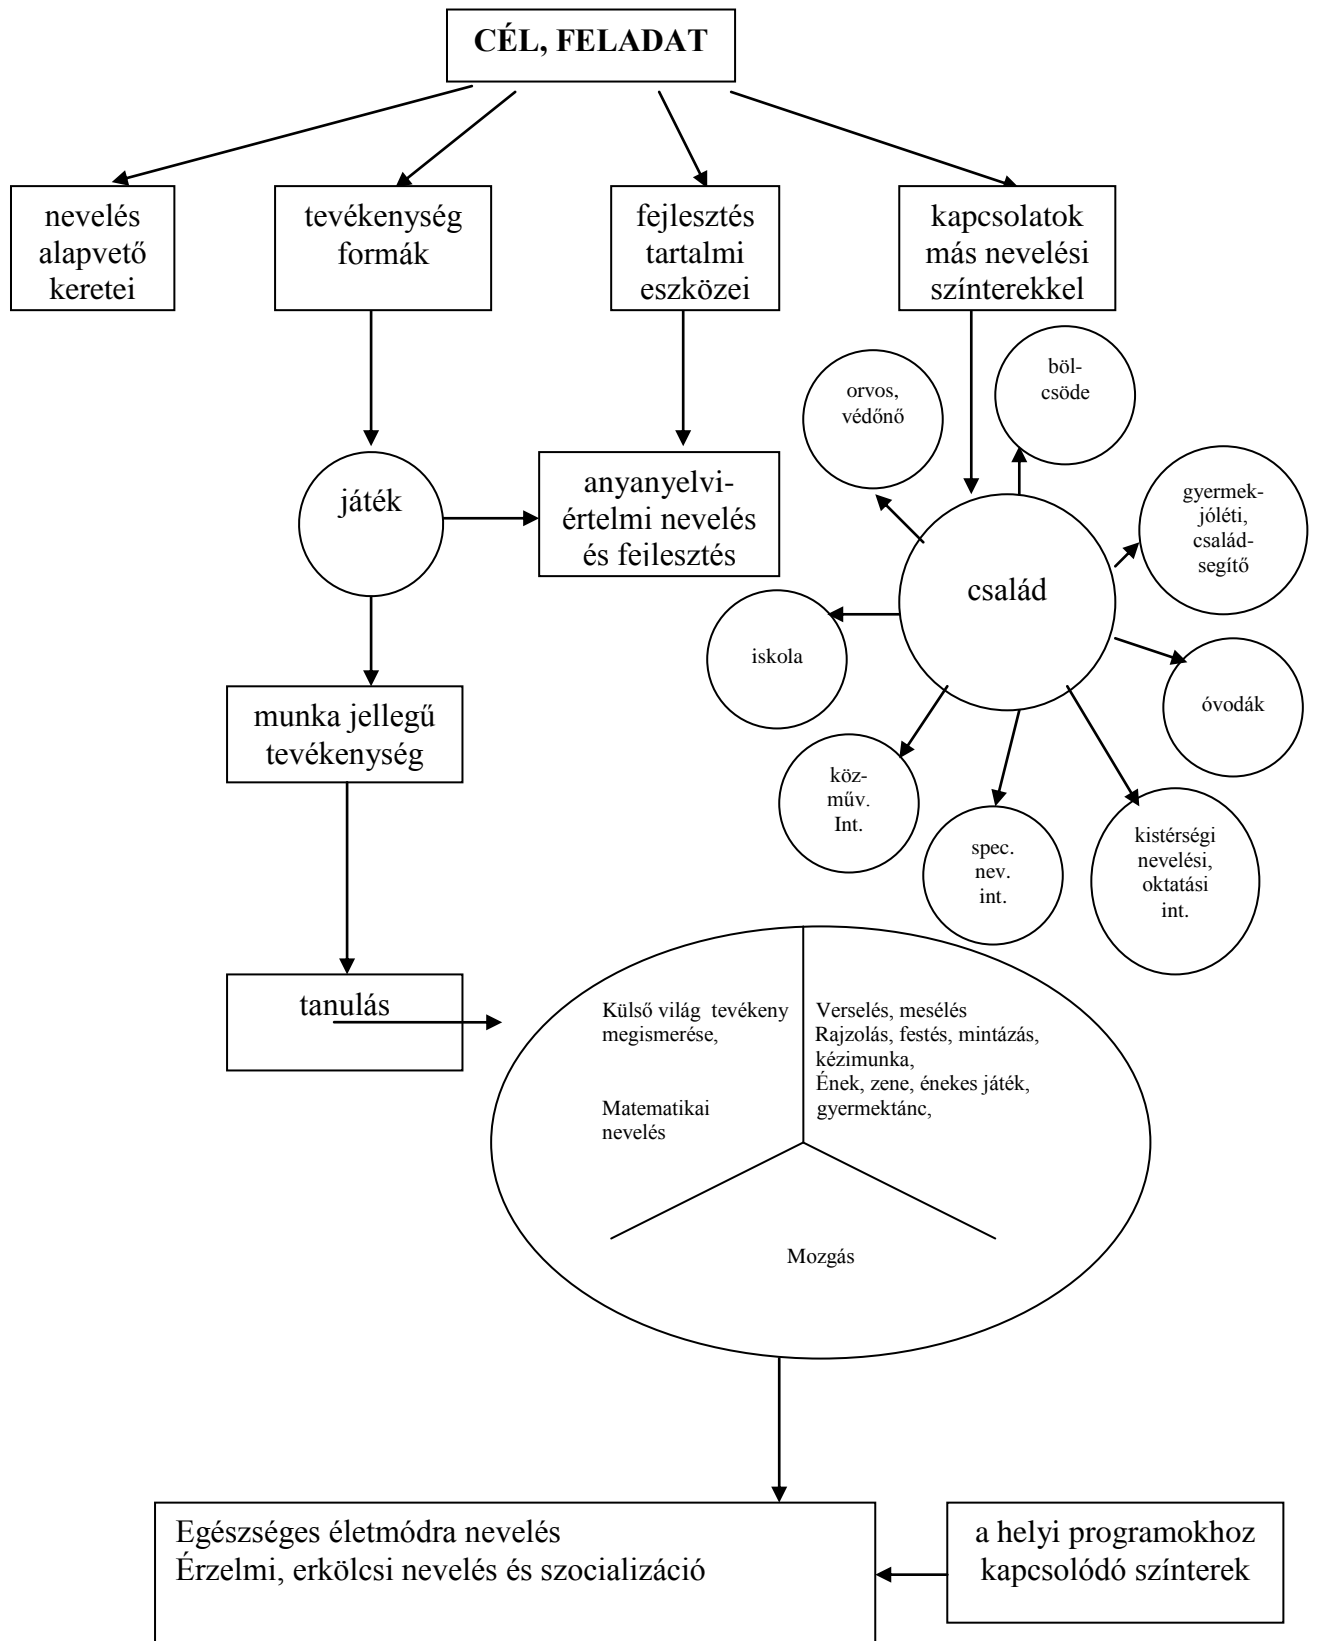 CÉL, FELADAT
nevelés
alapvető
keretei
tevékenység
formák
fejlesztés
tartalmi
eszközei
kapcsolatok
más nevelési
színterekkel
orvos,
védőnő
böl-
csöde
gyermek-
jóléti,
család-
segítő
játék
anyanyelvi-
értelmi nevelés
és fejlesztés
család
iskola
óvodák
munka jellegű
tevékenység
köz-
műv.
Int.
spec.
nev.
int.
kistérségi
nevelési,
oktatási
int.
tanulás
Külső világ tevékeny
megismerése,
Matematikai
nevelés
Verselés, mesélés
Rajzolás, festés, mintázás,
kézimunka,
Ének, zene, énekes játék,
gyermektánc,
Mozgás
Egészséges életmódra nevelés
Érzelmi, erkölcsi nevelés és szocializáció
a helyi programokhoz
kapcsolódó színterek